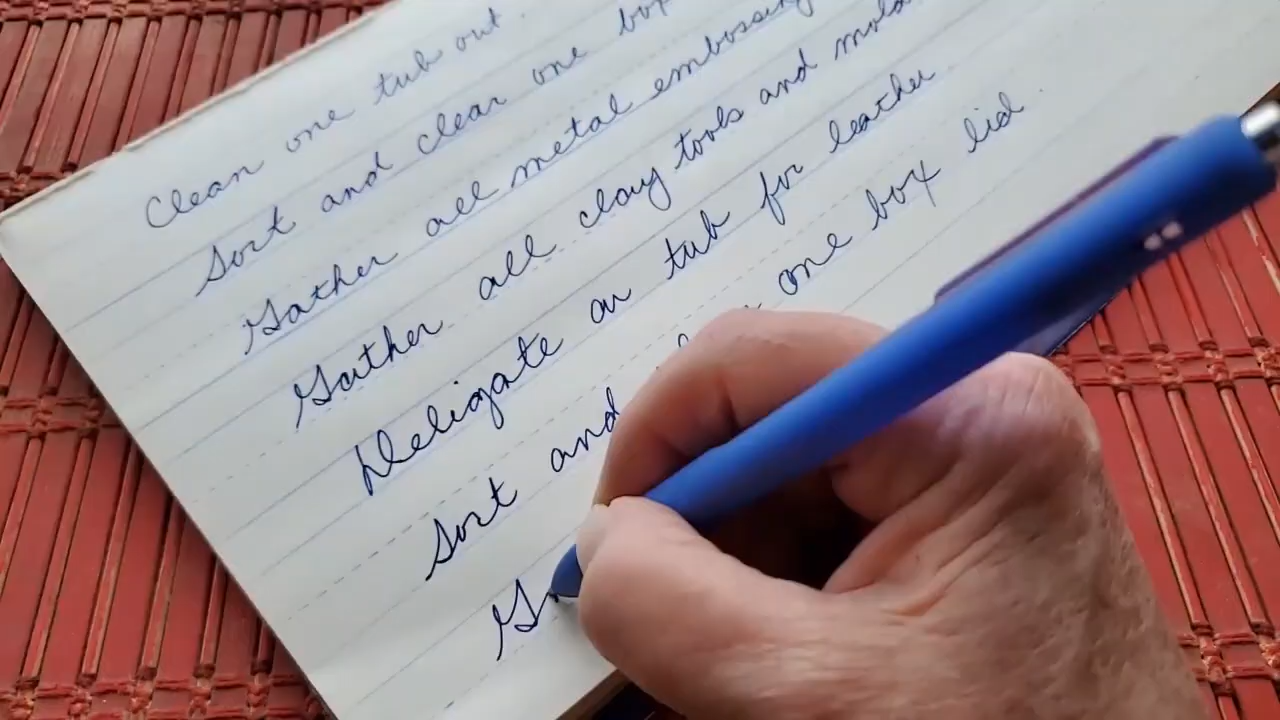 Clean one tub out.
Sort and clear one box
Gather all metal embossing
Gather all clay tools and mold
Deligate a tub for leather
Sort and one box lid.
G